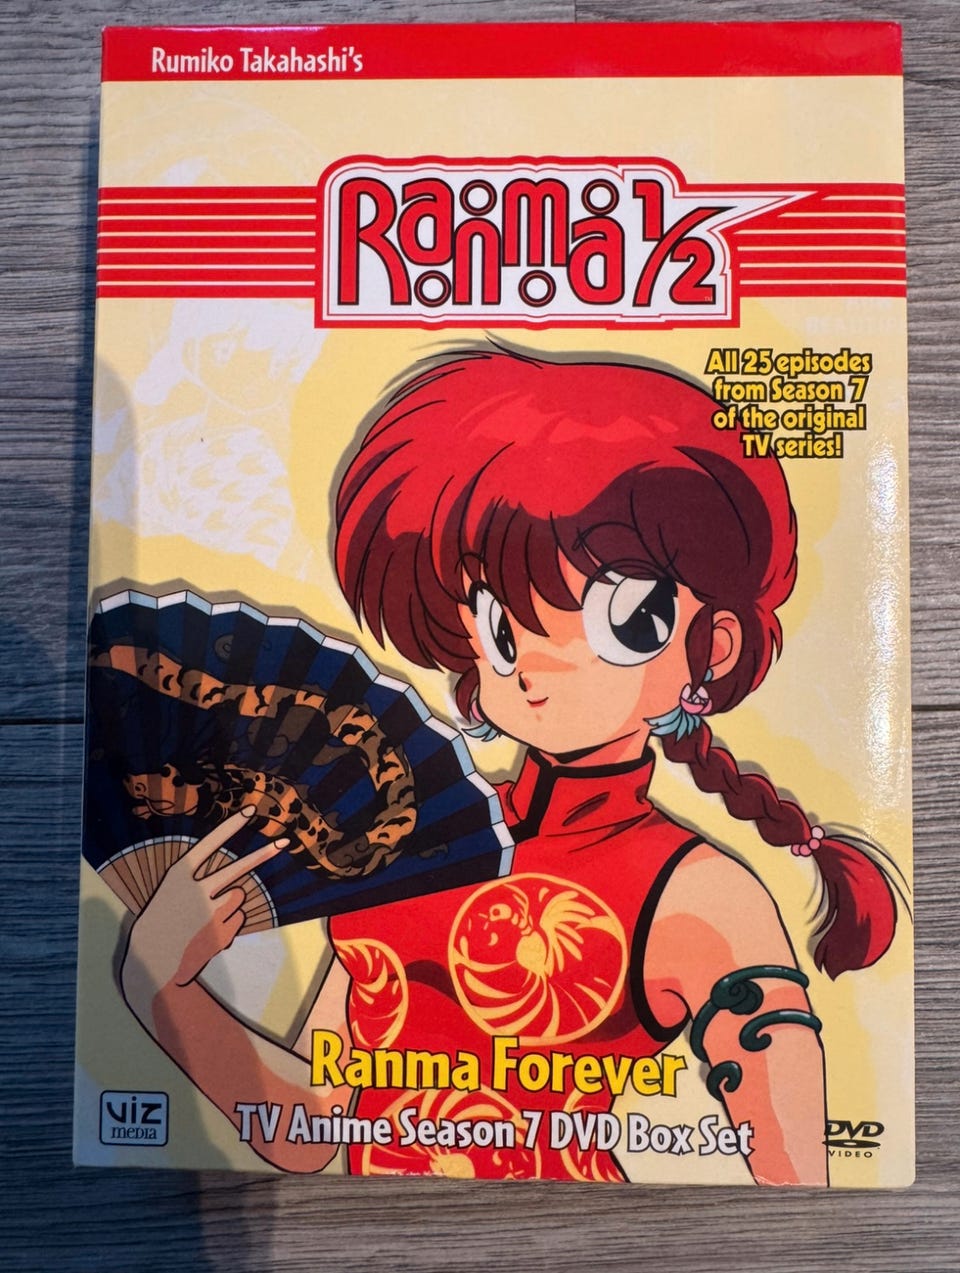 Rumiko Takahashi's
Ranma ½
TM
All 25 episodes
from Season 7
of the original
TV series!
Ranma Forever
TV Anime Season 7 DVD Box Set
VIZ
media
DVD
VIDEO